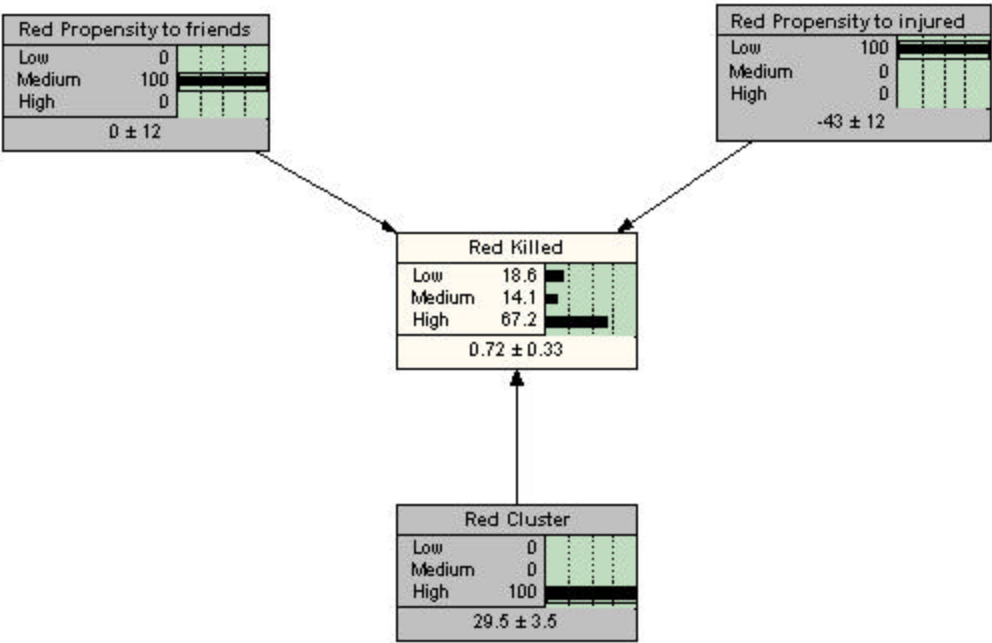 Red Propensity to friends
Low 0
Medium 100
High 0
0 ± 12
Red Propensity to injured
Low 100
Medium 0
High 0
-43 ± 12
Red Killed
Low 18.6
Medium 14.1
High 67.2
0.72 ± 0.33
Red Cluster
Low 0
Medium 0
High 100
29.5 ± 3.5